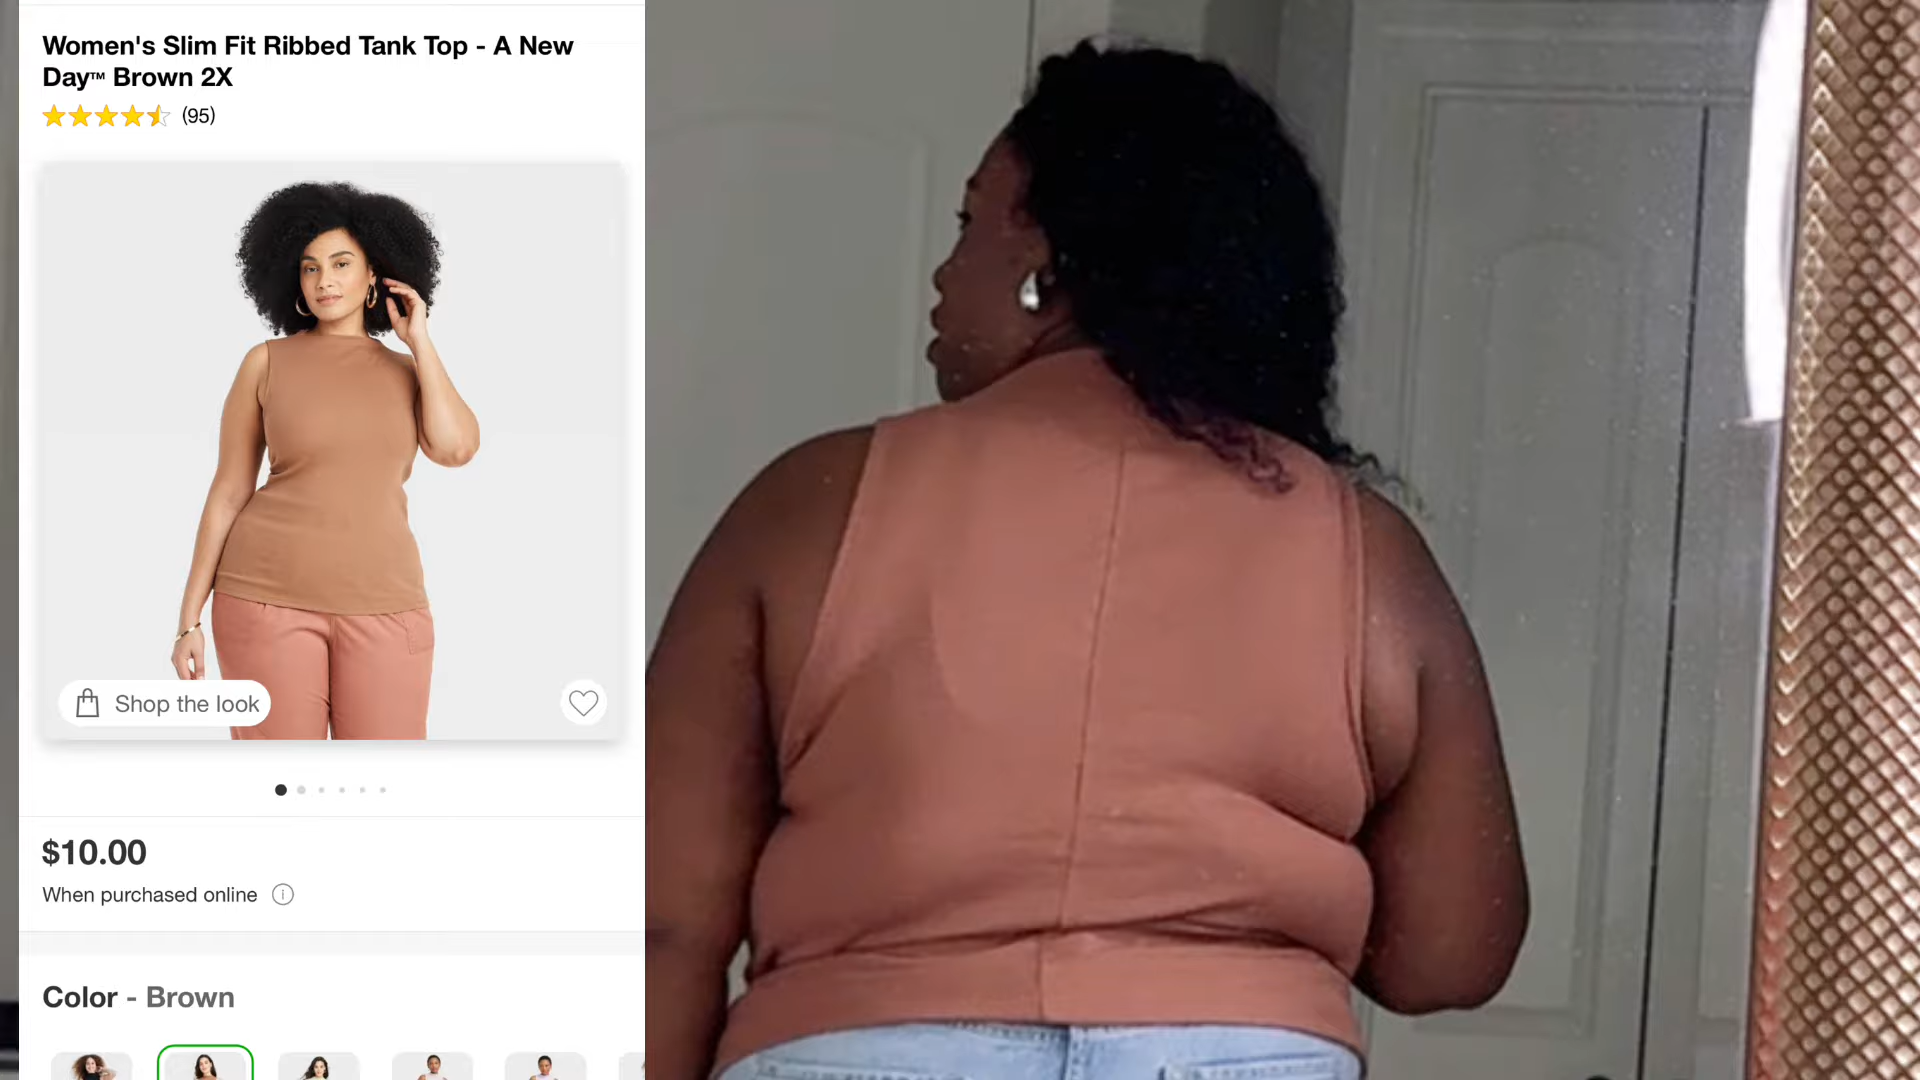 Women's Slim Fit Ribbed Tank Top - A New
Day™ Brown 2X
(95)
Shop the look
$10.00
When purchased online
Color - Brown